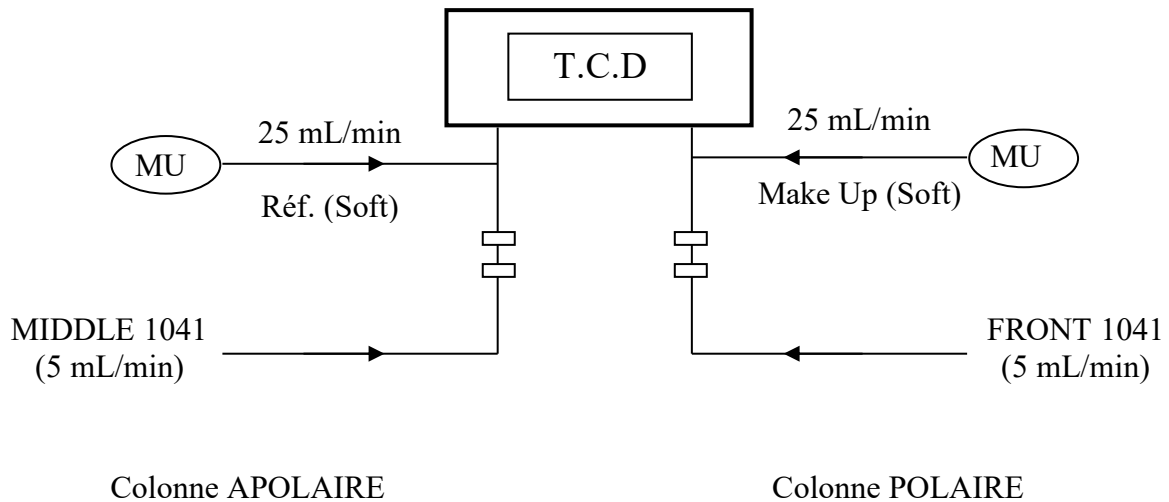 T.C.D
25 mL/min
25 mL/min
MU
MU
Réf. (Soft)
Make Up (Soft)
MIDDLE 1041
(5 mL/min)
FRONT 1041
(5 mL/min)
Colonne APOLAIRE
Colonne POLAIRE